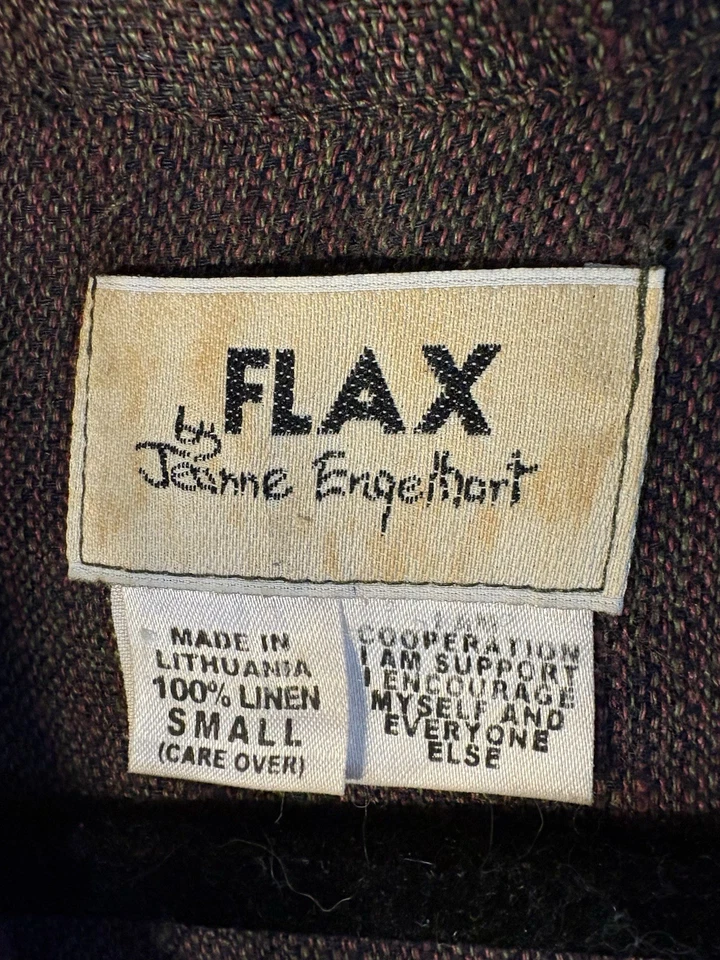 FLAX
by
Jeanne Engelhart
MADE IN
LITHUANIA
100% LINEN
SMALL
(CARE OVER)
I AM
COOPERATION
I AM SUPPORT
I ENCOURAGE
MYSELF AND
EVERYONE
ELSE